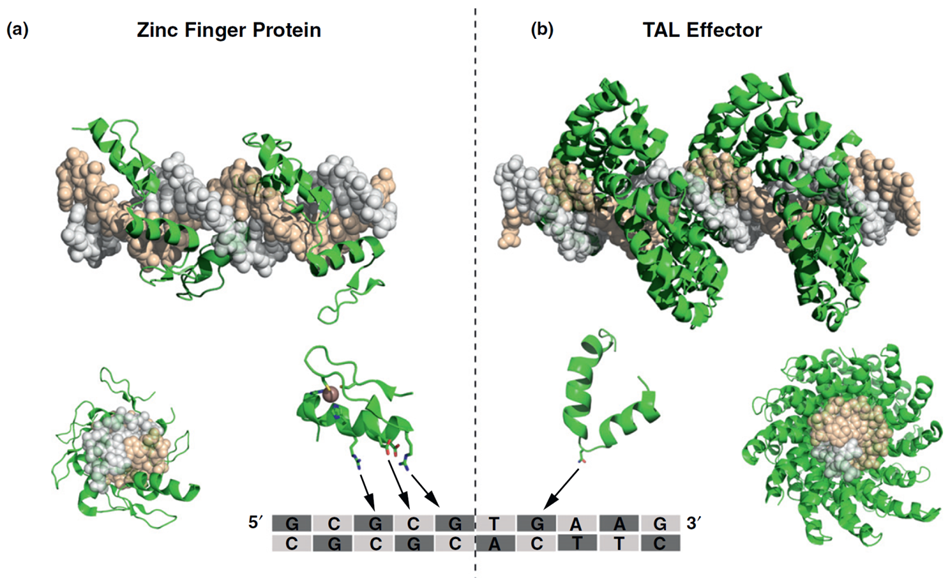 (a) Zinc Finger Protein
(b) TAL Effector
5′ G C G C G T G A A G 3′
C G C G C A C T T C